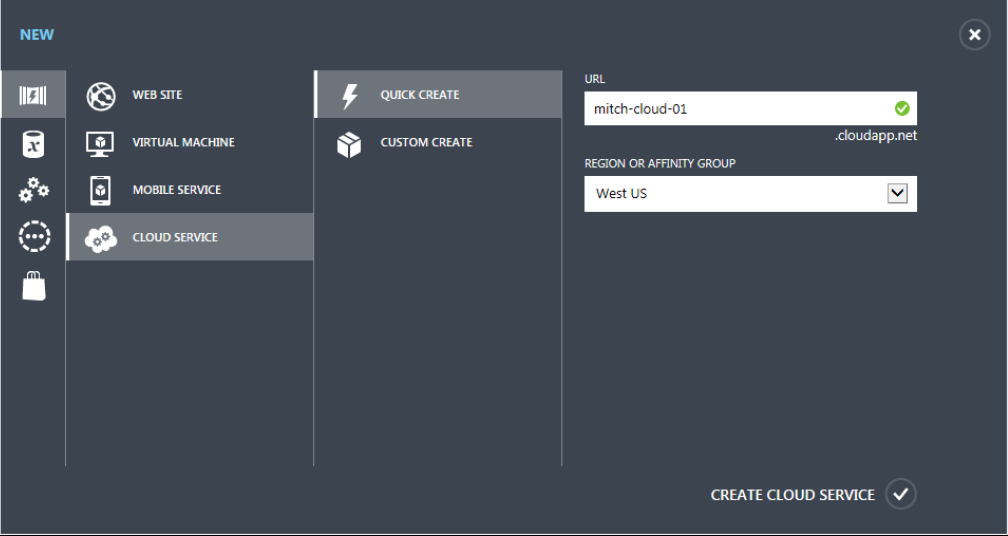 NEW
WEB SITE
VIRTUAL MACHINE
MOBILE SERVICE
CLOUD SERVICE
QUICK CREATE
CUSTOM CREATE
URL
mitch-cloud-01
.cloudapp.net
REGION OR AFFINITY GROUP
West US
CREATE CLOUD SERVICE